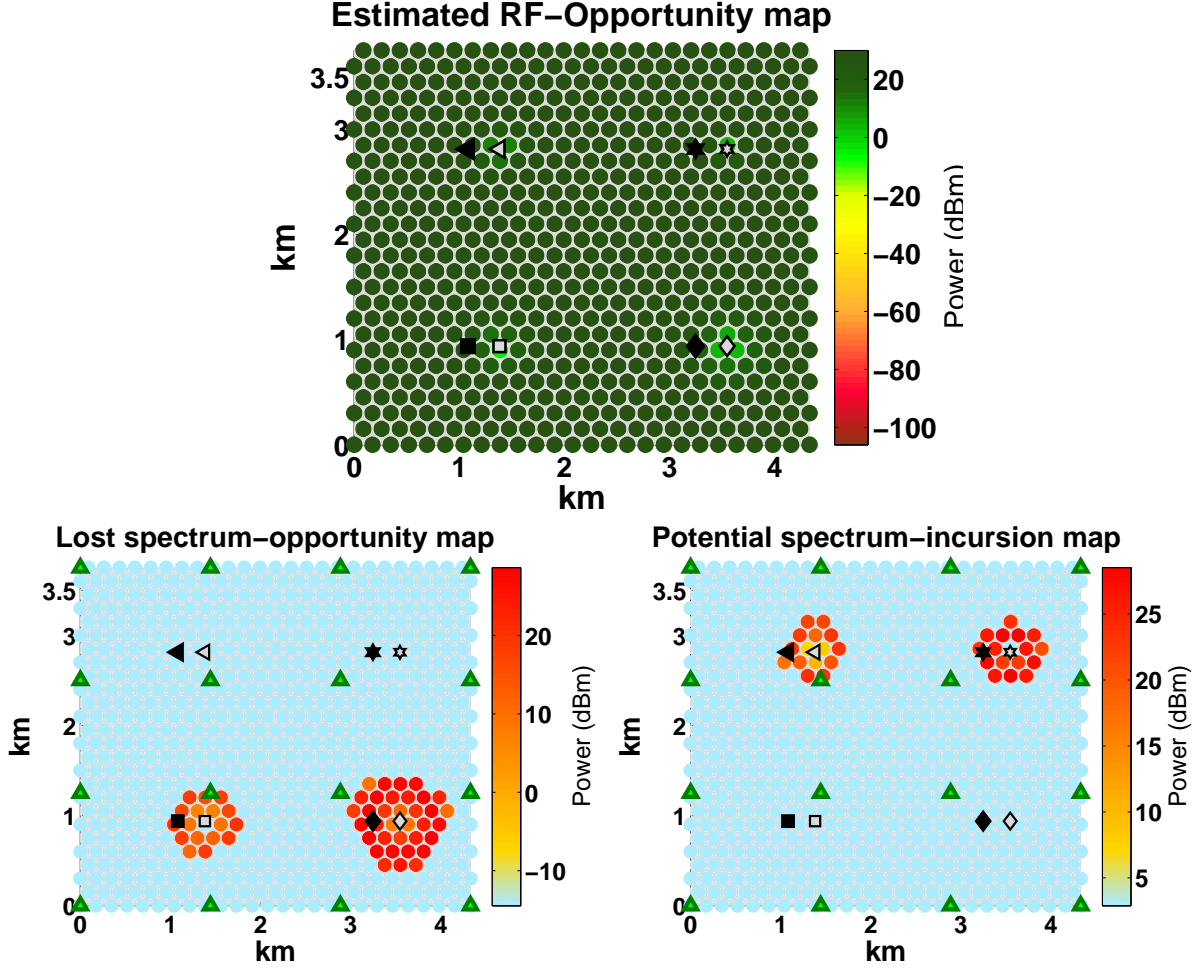 Estimated RF−Opportunity map
3.5
3
2
1
0
km
0 1 2 3 4
km
20
0
−20
−40
−60
−80
−100
Power (dBm)
Lost spectrum−opportunity map
3.5
3
2
1
0
km
0 1 2 3 4
km
20
10
0
−10
Power (dBm)
Potential spectrum−incursion map
3.5
3
2
1
0
km
0 1 2 3 4
km
25
20
15
10
5
Power (dBm)